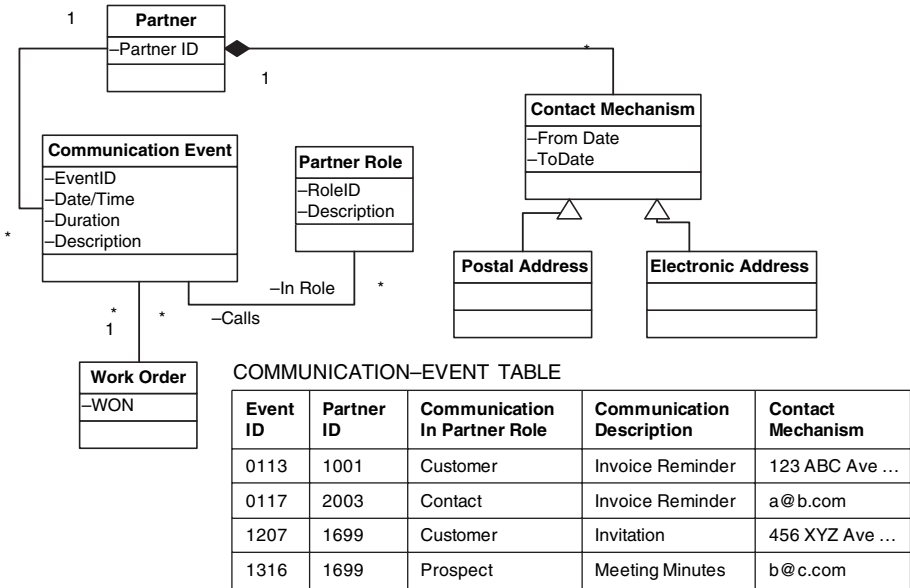 1
Partner
–Partner ID
1
*
Contact Mechanism
–From Date
–ToDate
Communication Event
–EventID
–Date/Time
–Duration
–Description
*
Partner Role
–RoleID
–Description
–In Role
*
*
–Calls
Postal Address
Electronic Address
*
1
Work Order
–WON
COMMUNICATION–EVENT TABLE
Event ID Partner ID Communication In Partner Role Communication Description Contact Mechanism
0113 1001 Customer Invoice Reminder 123 ABC Ave ...
0117 2003 Contact Invoice Reminder a@b.com
1207 1699 Customer Invitation 456 XYZ Ave ...
1316 1699 Prospect Meeting Minutes b@c.com